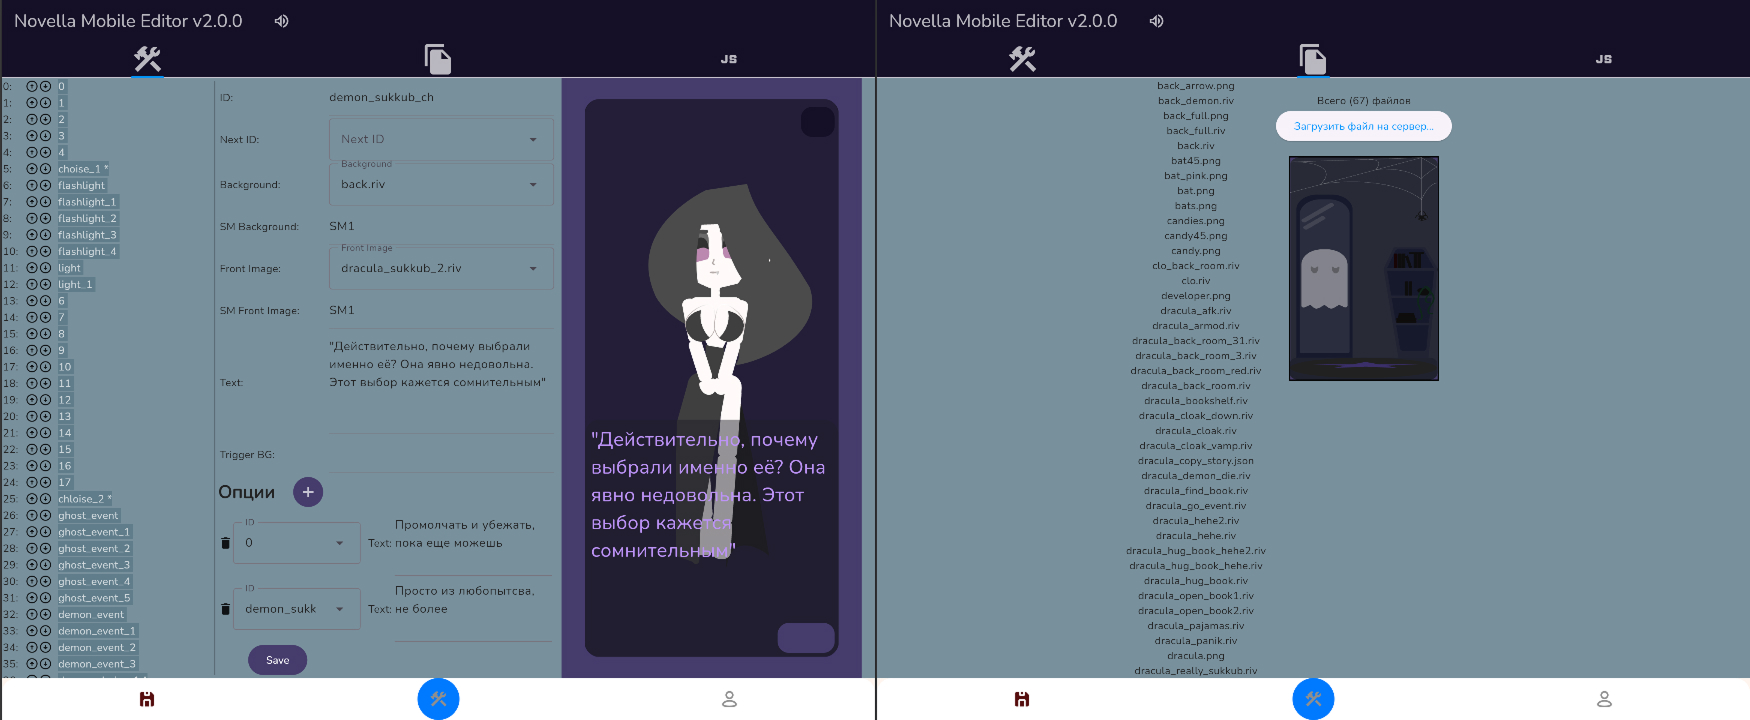 Novella Mobile Editor v2.0.0
JS
0: 0
1: 1
2: 2
3: 3
4: 4
5: choise_1 *
6: flashlight
7: flashlight_1
8: flashlight_2
9: flashlight_3
10: flashlight_4
11: light
12: light_1
13: 6
14: 7
15: 8
16: 9
17: 10
18: 11
19: 12
20: 13
21: 14
22: 15
23: 16
24: 17
25: chloise_2 *
26: ghost_event
27: ghost_event_1
28: ghost_event_2
29: ghost_event_3
30: ghost_event_4
31: ghost_event_5
32: demon_event
33: demon_event_1
34: demon_event_2
35: demon_event_3
ID: demon_sukkub_ch
Next ID: Next ID
Background
Background: back.riv
SM Background: SM1
Front Image
Front Image: dracula_sukkub_2.riv
SM Front Image: SM1
"Действительно, почему выбрали
именно её? Она явно недовольна.
Text: Этот выбор кажется сомнительным"
Trigger BG:
Опции +
ID
0
Text: Промолчать и убежать,
пока еще можешь
ID
demon_sukk
Text: Просто из любопытсва,
не более
Save
"Действительно, почему
выбрали именно её? Она
явно недовольна. Этот
выбор кажется
сомнительным"
Novella Mobile Editor v2.0.0
JS
back_arrow.png
back_demon.riv
back_full.png
back_full.riv
back.riv
bat45.png
bat_pink.png
bat.png
bats.png
candies.png
candy45.png
candy.png
clo_back_room.riv
clo.riv
developer.png
dracula_afk.riv
dracula_armod.riv
dracula_back_room_31.riv
dracula_back_room_3.riv
dracula_back_room_red.riv
dracula_back_room.riv
dracula_bookshelf.riv
dracula_cloak_down.riv
dracula_cloak.riv
dracula_cloak_vamp.riv
dracula_copy_story.json
dracula_demon_die.riv
dracula_find_book.riv
dracula_go_event.riv
dracula_hehe2.riv
dracula_hehe.riv
dracula_hug_book_hehe2.riv
dracula_hug_book_hehe.riv
dracula_hug_book.riv
dracula_open_book1.riv
dracula_open_book2.riv
dracula_pajamas.riv
dracula_panik.riv
dracula.png
dracula_really_sukkub.riv
Всего (67) файлов
Загрузить файл на сервер...